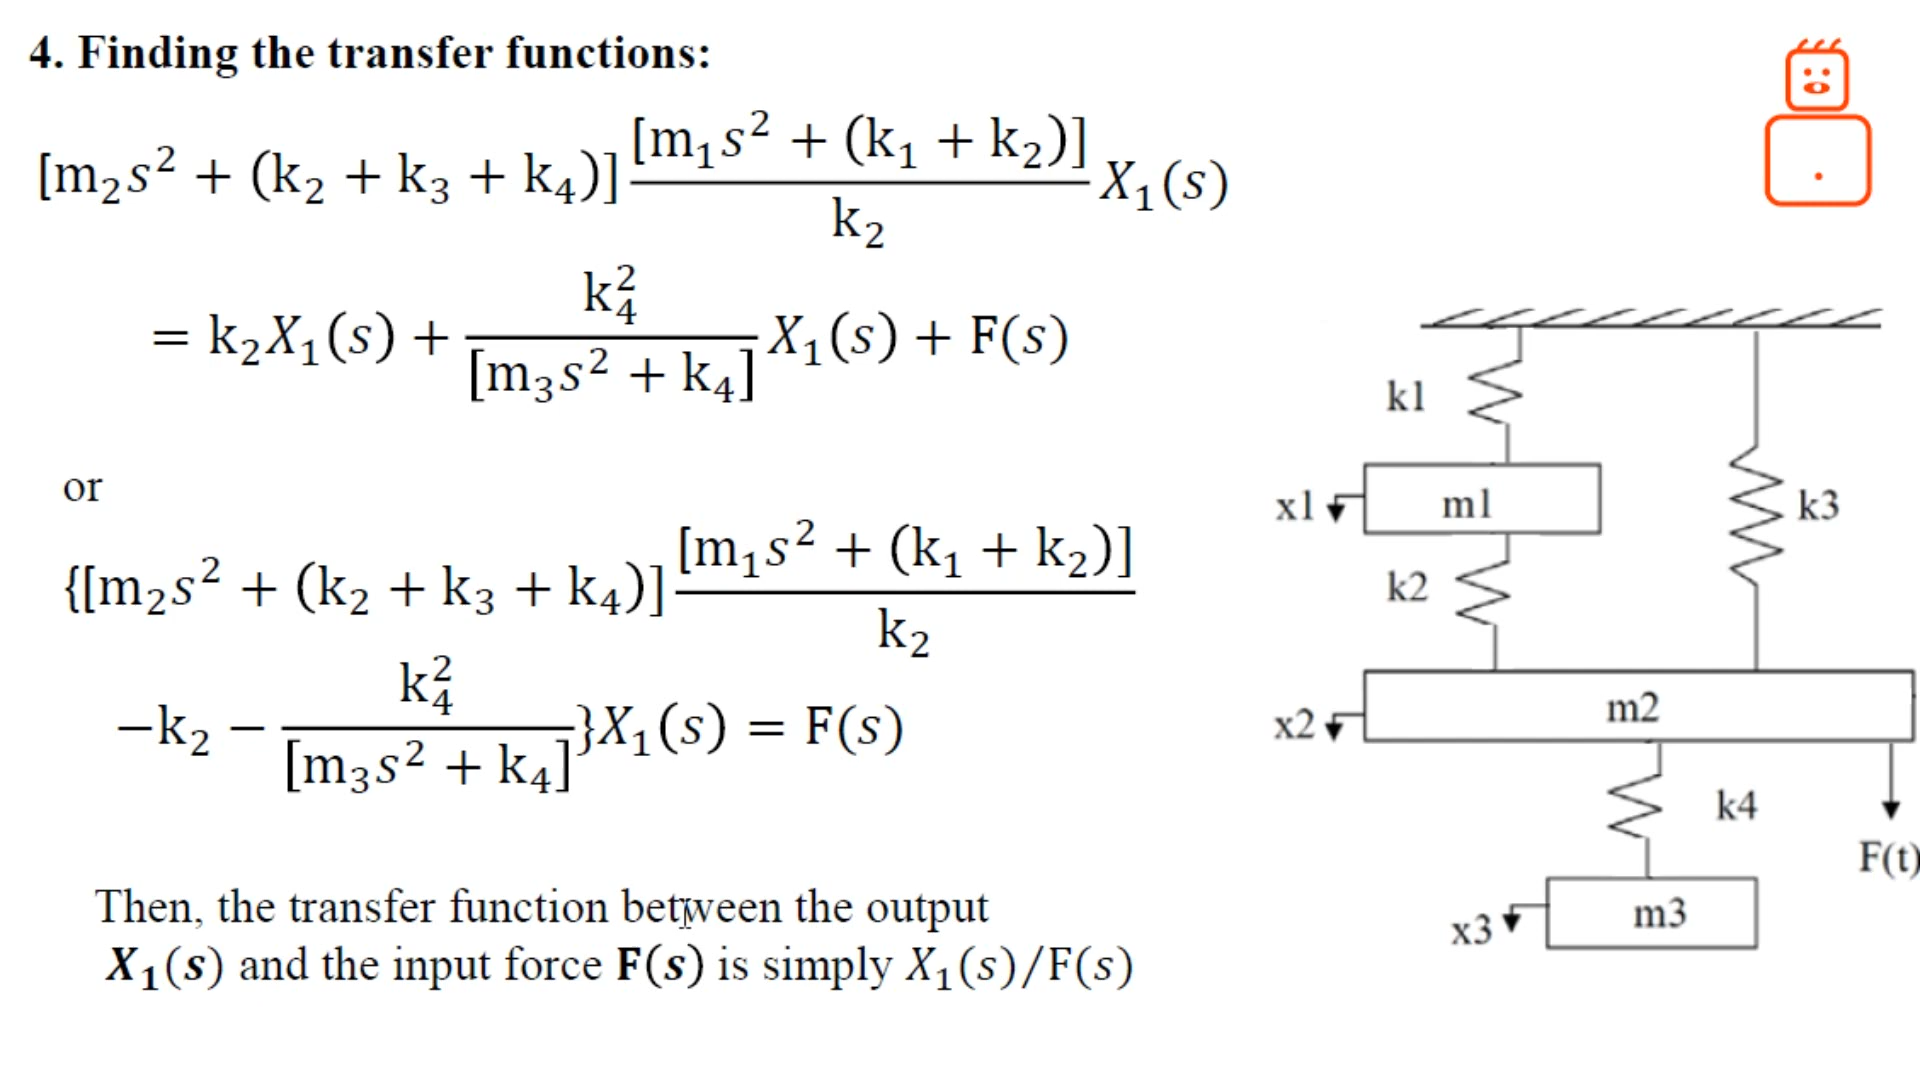 4. Finding the transfer functions:
[m₂s² + (k₂ + k₃ + k₄)] [m₁s² + (k₁ + k₂)] / k₂ X₁(s)
= k₂X₁(s) + k₄² / [m₃s² + k₄] X₁(s) + F(s)
or
{[m₂s² + (k₂ + k₃ + k₄)] [m₁s² + (k₁ + k₂)] / k₂
−k₂ − k₄² / [m₃s² + k₄] }X₁(s) = F(s)
Then, the transfer function between the output
X₁(s) and the input force F(s) is simply X₁(s)/F(s)
k1
x1
m1
k3
k2
x2
m2
k4
F(t)
x3
m3